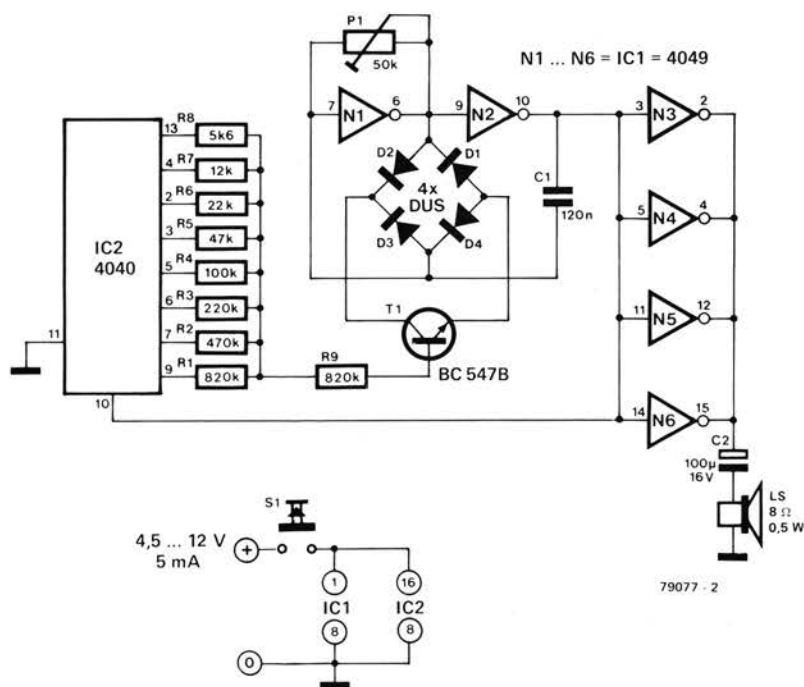 P1
50k
N1 ... N6 = IC1 = 4049
7
N1
6
9
N2
10
3
N3
2
R8
13
5k6
R7
4
12k
R6
2
22k
R5
3
47k
R4
5
100k
R3
6
220k
R2
7
470k
R1
9
820k
IC2
4040
11
10
D2
D1
4x
DUS
D3
D4
C1
120n
5
N4
4
11
N5
12
T1
BC 547B
R9
820k
14
N6
15
C2
100µ
16V
LS
8 Ω
0,5 W
S1
4,5 ... 12 V
5 mA
+
1
16
IC1
IC2
8
8
0
79077 - 2